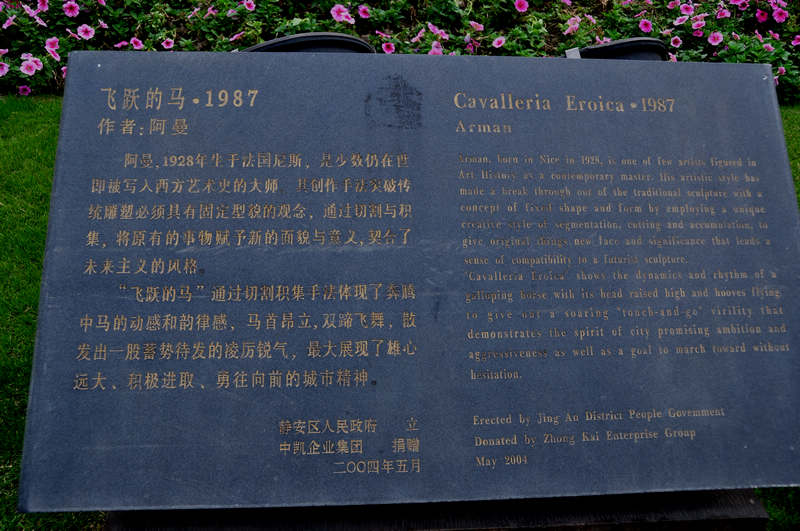 飞跃的马·1987
作者:阿曼
阿曼,1928年生于法国尼斯,是少数仍在世
即被写入西方艺术史的大师,其创作手法突破传
统雕塑必须具有固定型貌的观念,通过切割与积
集,将原有的事物赋予新的面貌与意义,契合了
未来主义的风格。
“飞跃的马”通过切割积集手法体现了奔腾
中马的动感和韵律感,马首昂立,双蹄飞舞,散
发出一股蓄势待发的凌厉锐气,最大展现了雄心
远大、积极进取、勇往向前的城市精神。
静安区人民政府 立
中凯企业集团 捐赠
二〇〇四年五月
Cavalleria Eroica·1987
Arman
Arman, born in Nice in 1928, is one of few artists figured in
Art History as a contemporary master. His artistic style has
made a break through out of the traditional sculpture with a
concept of fixed shape and form by employing a unique
creative style of segmentation, cutting and accumulation, to
give original things new face and significance that lends a
sense of compatibility to a futurist sculpture.
"Cavalleria Eroica" shows the dynamics and rhythm of a
galloping horse with its head raised high and hooves flying,
to give out a souring "touch-and-go" virility that
demonstrates the spirit of city promising ambition and
aggressiveness as well as a goal to march toward without
hesitation.
Erected by Jing An District People Government
Donated by Zhong Kai Enterprise Group
May 2004